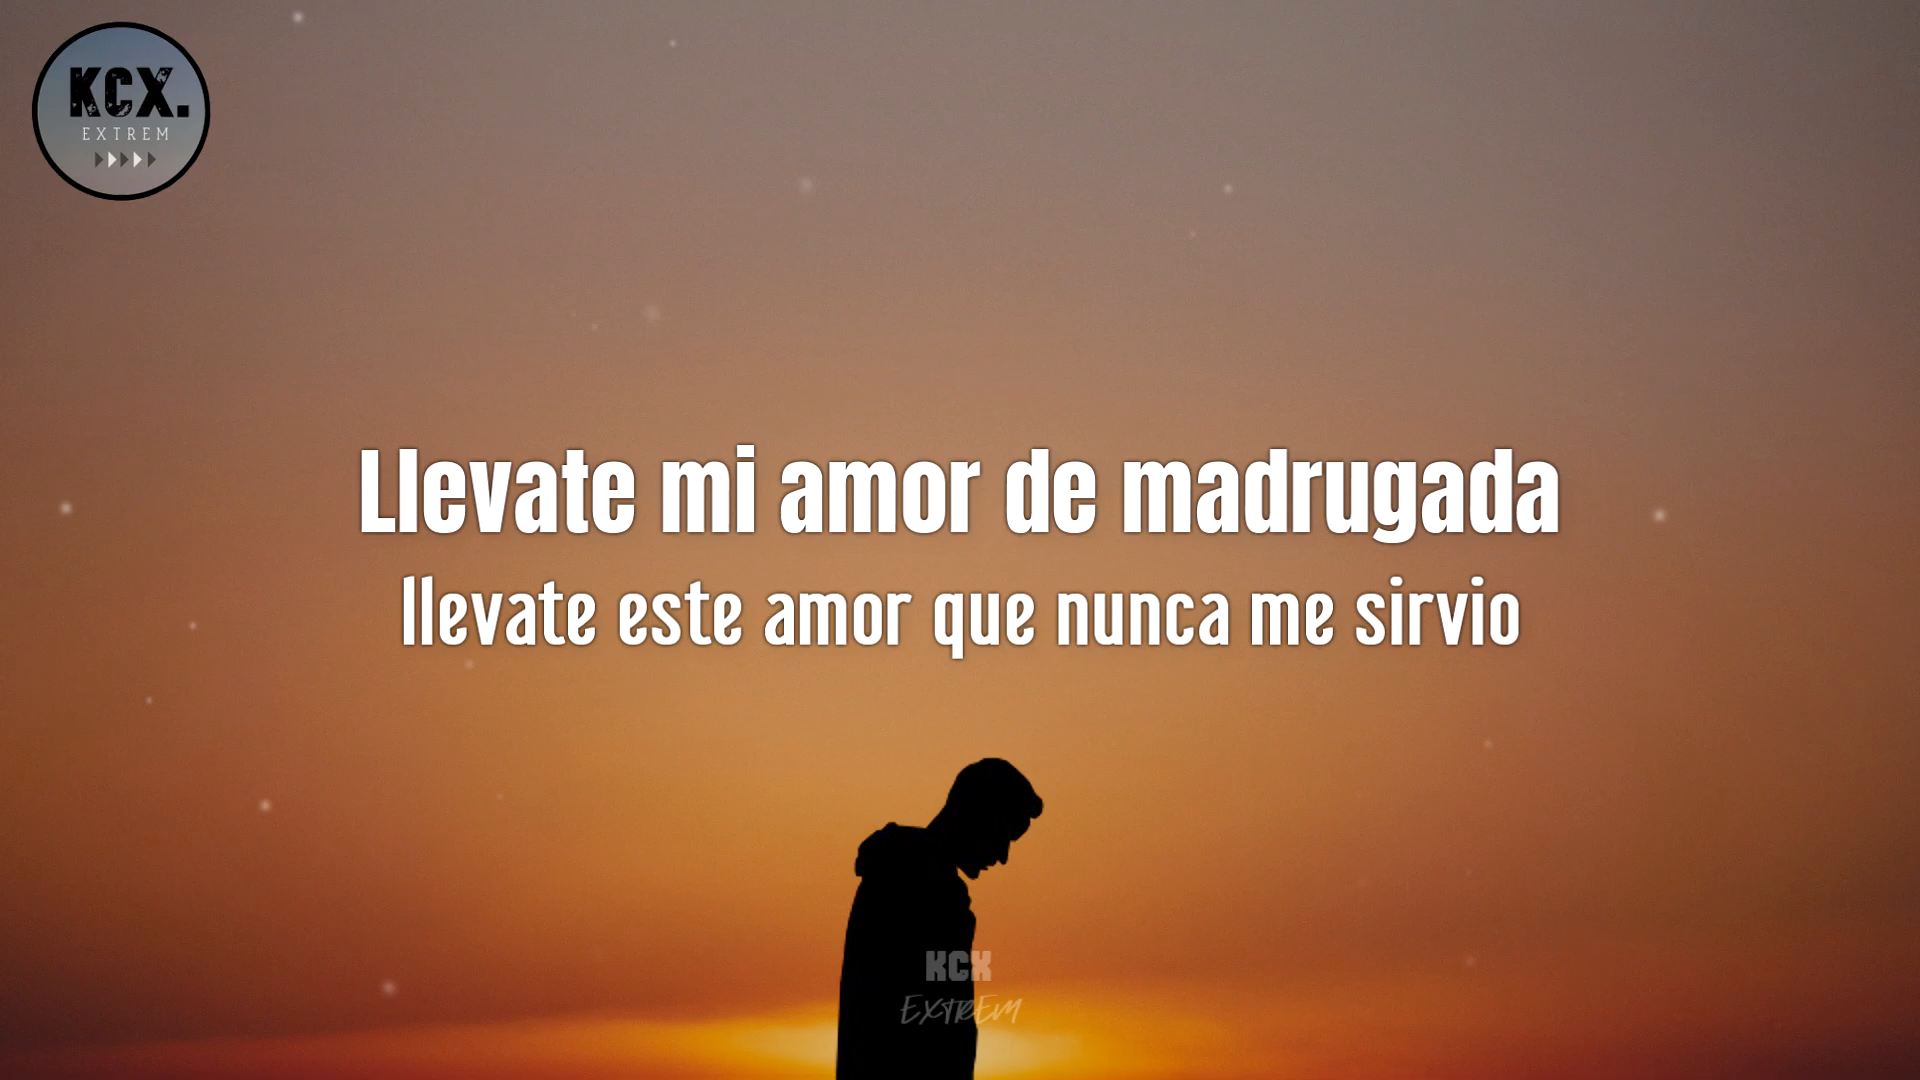 KCX.
EXTREM
Llevate mi amor de madrugada
llevate este amor que nunca me sirvio
KCX
EXTREM